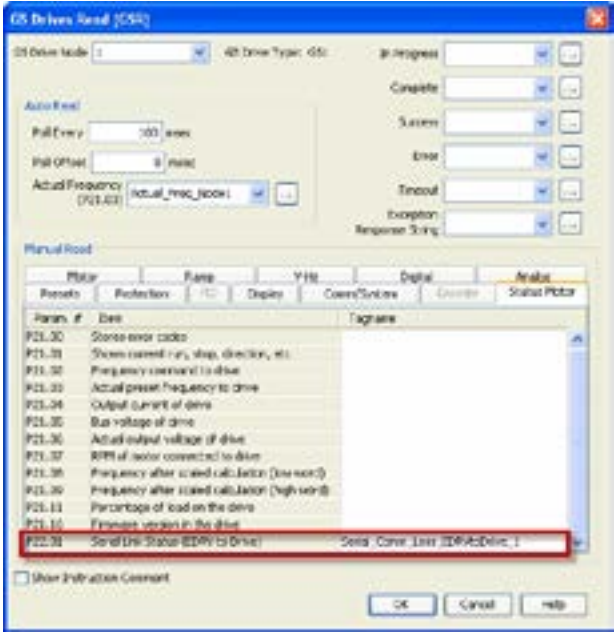 GS Drives Read (GSR)
GS Drive Node 1
GS Drive Type: GS1
In Progress
Complete
Success
Error
Timeout
Exception
Response String
Auto Read
Poll Every 100 msec
Poll Offset 0 msec
Actual Frequency
(P21.03) Actual_Freq_Node1
Manual Read
Motor Ramp V/Hz Digital Analog
Presets Protection PID Display Comm/System Encoder Status Motor
Param. # Item Tagname
P21.00 Stores error codes
P21.01 Shows current run, stop, direction, etc.
P21.02 Frequency command to drive
P21.03 Actual preset frequency to drive
P21.04 Output current of drive
P21.05 Bus voltage of drive
P21.06 Actual output voltage of drive
P21.07 RPM of motor connected to drive
P21.08 Frequency after scaled calculation (low word)
P21.09 Frequency after scaled calculation (high word)
P21.11 Percentage of load on the drive
P21.10 Firmware version in the drive
P22.01 Serial Link Status (EDRV to Drive)
Show Instruction Comment
OK Cancel Help